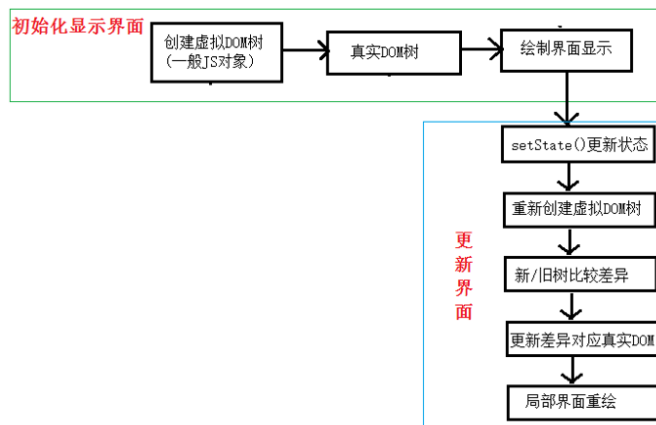 初始化显示界面
创建虚拟DOM树
(一般JS对象)
真实DOM树
绘制界面显示
setState()更新状态
重新创建虚拟DOM树
更新界面
新/旧树比较差异
更新差异对应真实DOM
局部界面重绘